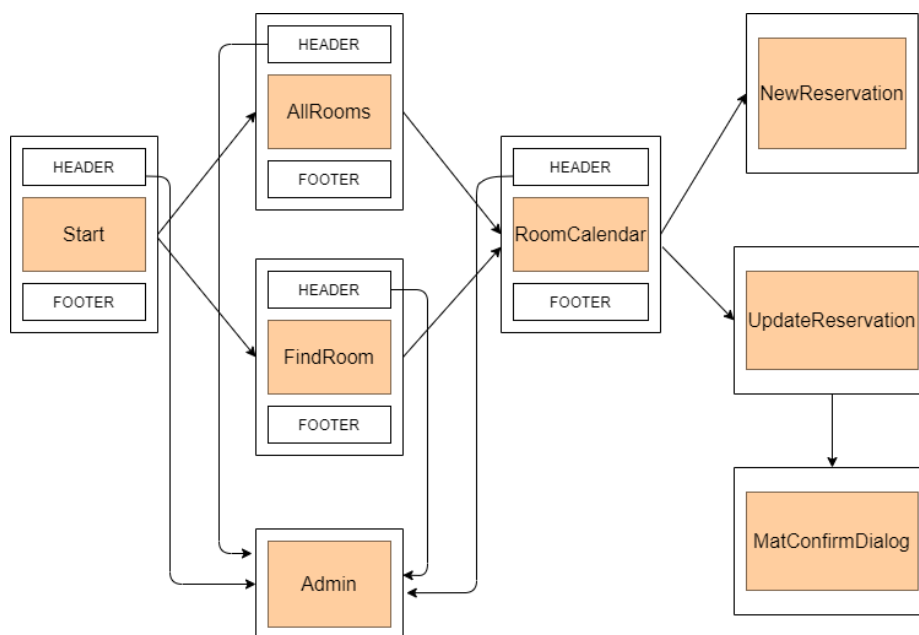 HEADER
Start
FOOTER
HEADER
AllRooms
FOOTER
HEADER
FindRoom
FOOTER
Admin
HEADER
RoomCalendar
FOOTER
NewReservation
UpdateReservation
MatConfirmDialog